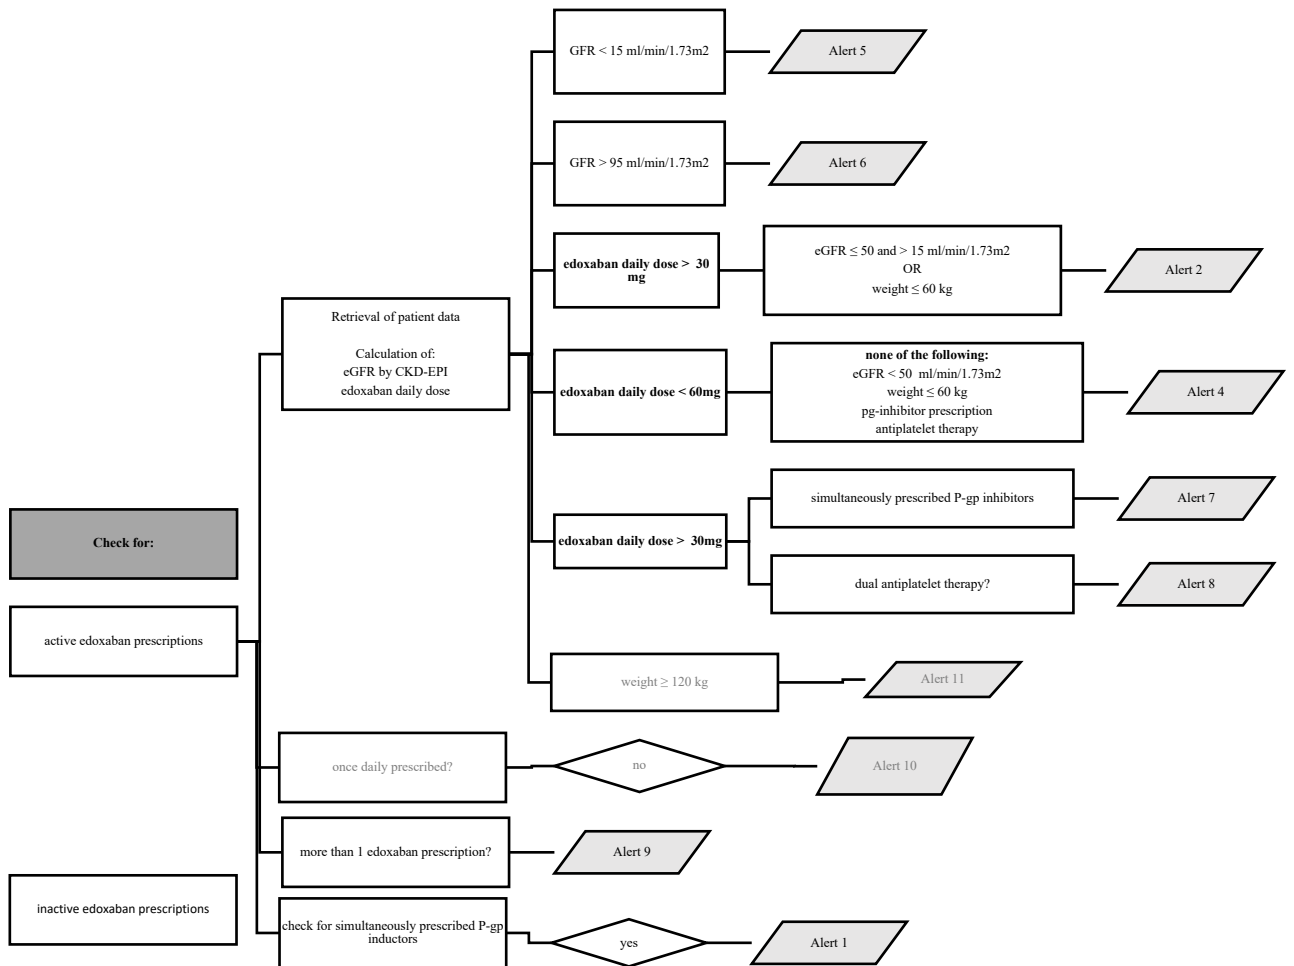 GFR < 15 ml/min/1.73m2
Alert 5
GFR > 95 ml/min/1.73m2
Alert 6
edoxaban daily dose >  30
mg
eGFR ≤ 50 and > 15 ml/min/1.73m2
OR
weight ≤ 60 kg
Alert 2
Retrieval of patient data
Calculation of:
eGFR by CKD-EPI
edoxaban daily dose
edoxaban daily dose < 60mg
none of the following:
eGFR < 50  ml/min/1.73m2
weight ≤ 60 kg
pg-inhibitor prescription
antiplatelet therapy
Alert 4
edoxaban daily dose >  30mg
simultaneously prescribed P-gp inhibitors
Alert 7
dual antiplatelet therapy?
Alert 8
Check for:
active edoxaban prescriptions
weight ≥ 120 kg
Alert 11
once daily prescribed?
no
Alert 10
more than 1 edoxaban prescription?
Alert 9
inactive edoxaban prescriptions
check for simultaneously prescribed P-gp
inductors
yes
Alert 1